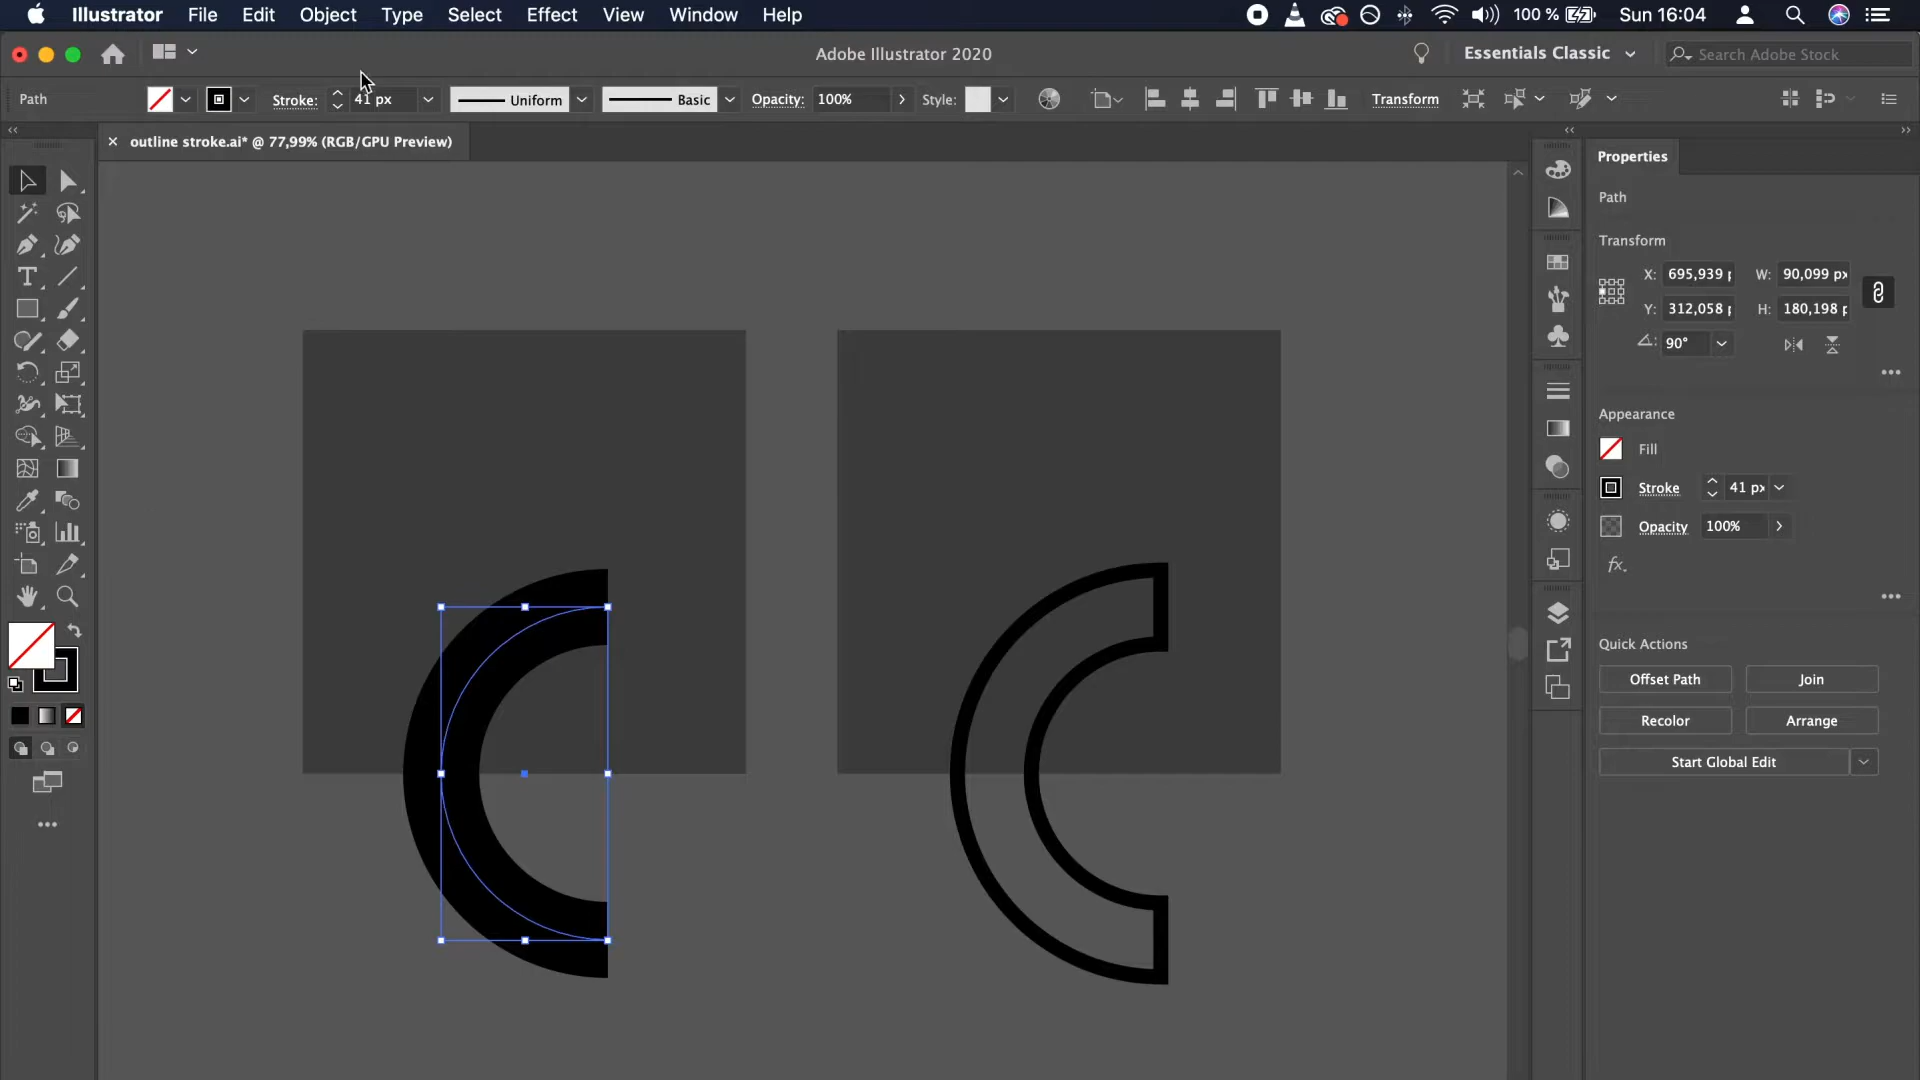 Illustrator File Edit Object Type Select Effect View Window Help 100 % Sun 16:04
Adobe Illustrator 2020
Essentials Classic
Search Adobe Stock
Path Stroke: 41 px Uniform Basic Opacity: 100% Style: Transform
outline stroke.ai* @ 77,99% (RGB/GPU Preview)
Properties
Path
Transform
X: 695,939 W: 90,099 px
Y: 312,058 H: 180,198
90°
Appearance
Fill
Stroke 41 px
Opacity 100%
fx.
Quick Actions
Offset Path Join
Recolor Arrange
Start Global Edit